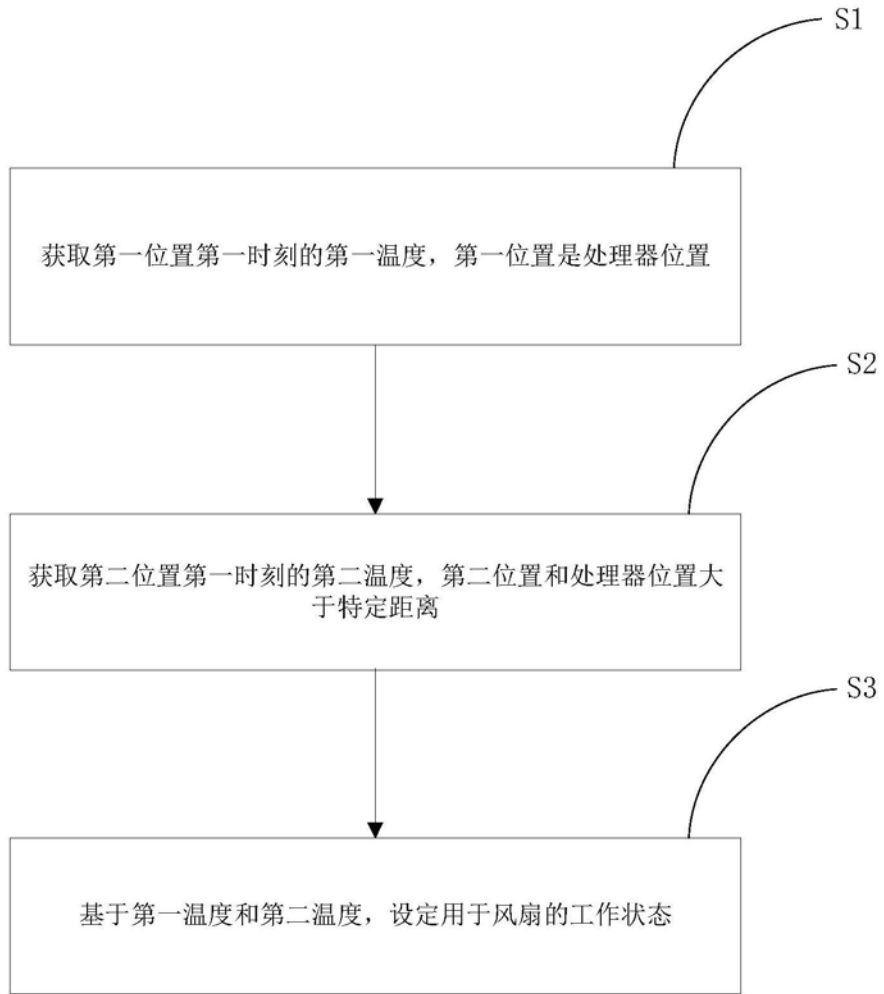 S1
获取第一位置第一时刻的第一温度，第一位置是处理器位置
S2
获取第二位置第一时刻的第二温度，第二位置和处理器位置大
于特定距离
S3
基于第一温度和第二温度，设定用于风扇的工作状态